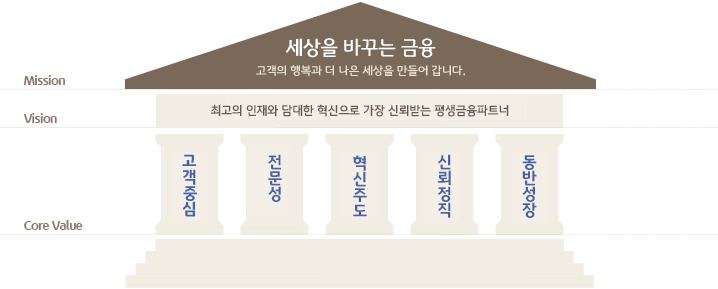 세상을 바꾸는 금융
고객의 행복과 더 나은 세상을 만들어 갑니다.
Mission
최고의 인재와 담대한 혁신으로 가장 신뢰받는 평생금융파트너
Vision
고객중심
전문성
혁신주도
신뢰정직
동반성장
Core Value